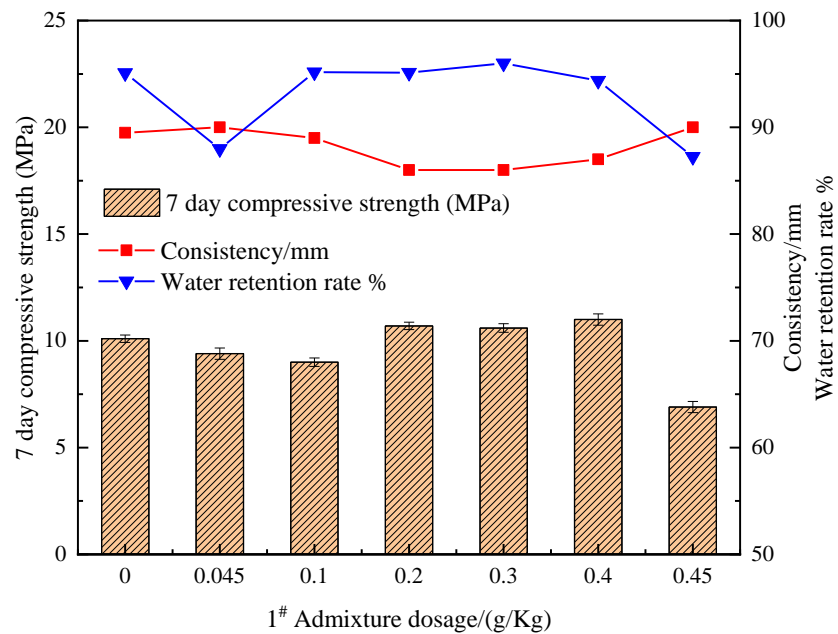 25
20
15
10
5
0
7 day compressive strength (MPa)
7 day compressive strength (MPa)
Consistency/mm
Water retention rate %
100
90
80
70
60
50
Consistency/mm
Water retention rate %
0 0.045 0.1 0.2 0.3 0.4 0.45
1# Admixture dosage/(g/Kg)